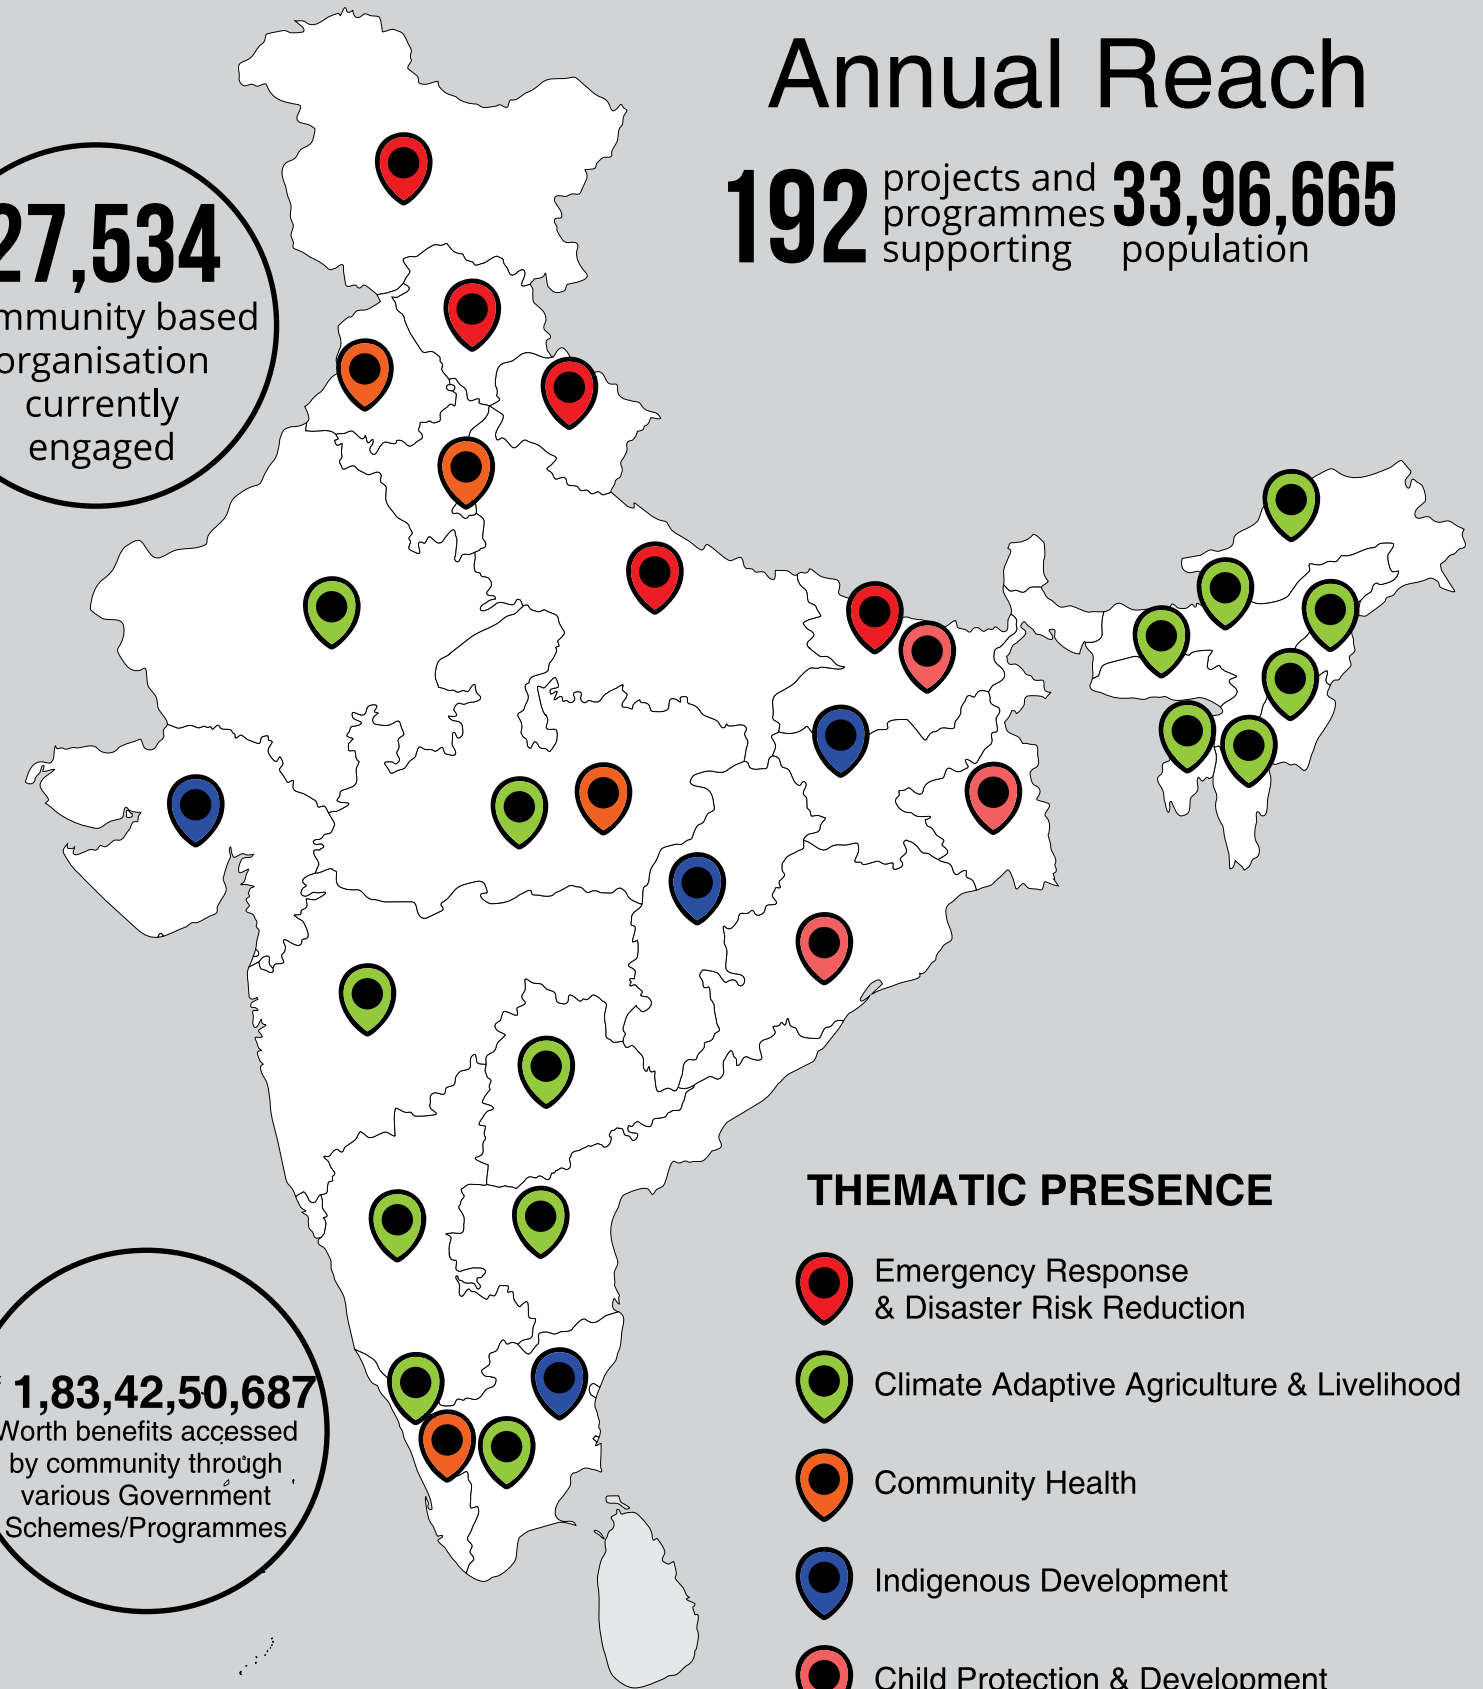 Annual Reach
192 projects and
programmes
supporting
33,96,665
population
27,534
mmunity based
organisation
currently
engaged
1,83,42,50,687
Worth benefits accessed
by community through
various Government
Schemes/Programmes
THEMATIC PRESENCE
Emergency Response
& Disaster Risk Reduction
Climate Adaptive Agriculture & Livelihood
Community Health
Indigenous Development
Child Protection & Development